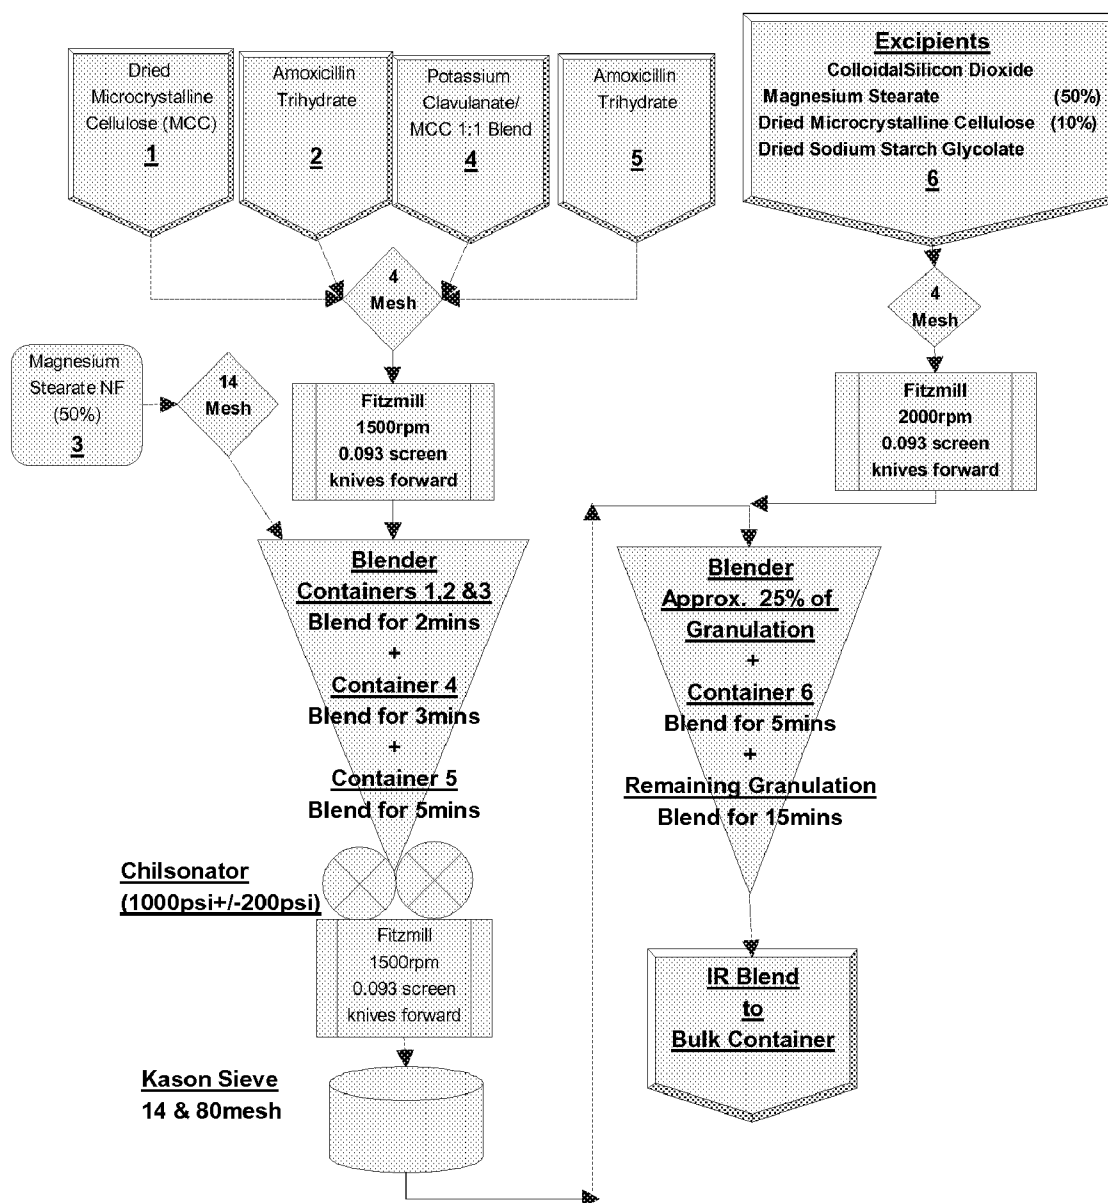 Dried
Microcrystalline
Cellulose (MCC)
1
Amoxicillin
Trihydrate
2
Potassium
Clavulanate/
MCC 1:1 Blend
4
Amoxicillin
Trihydrate
5
Excipients
ColloidalSilicon Dioxide
Magnesium Stearate (50%)
Dried Microcrystalline Cellulose (10%)
Dried Sodium Starch Glycolate
6
4
Mesh
4
Mesh
Magnesium
Stearate NF
(50%)
3
14
Mesh
Fitzmill
1500rpm
0.093 screen
knives forward
Fitzmill
2000rpm
0.093 screen
knives forward
Blender
Containers 1,2 &3
Blend for 2mins
+
Container 4
Blend for 3mins
+
Container 5
Blend for 5mins
Blender
Approx. 25% of
Granulation
+
Container 6
Blend for 5mins
+
Remaining Granulation
Blend for 15mins
Chilsonator
(1000psi+/-200psi)
Fitzmill
1500rpm
0.093 screen
knives forward
Kason Sieve
14 & 80mesh
IR Blend
to
Bulk Container